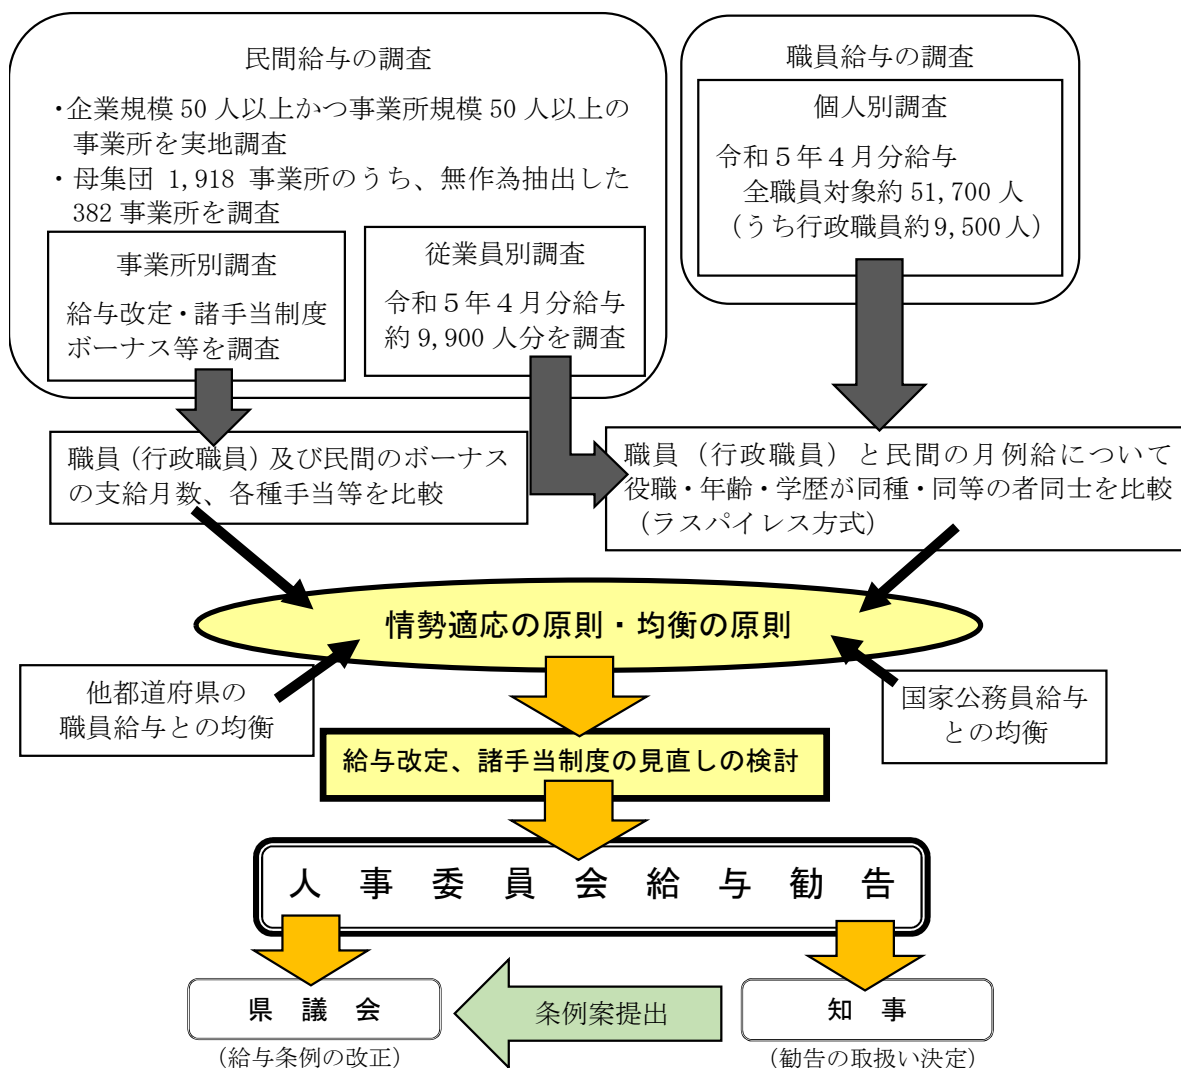 民間給与の調査
・企業規模 50 人以上かつ事業所規模 50 人以上の
事業所を実地調査
・母集団 1,918 事業所のうち、無作為抽出した
382 事業所を調査
事業所別調査
給与改定・諸手当制度
ボーナス等を調査
従業員別調査
令和５年４月分給与
約 9,900 人分を調査
職員給与の調査
個人別調査
令和５年４月分給与
全職員対象約 51,700 人
（うち行政職員約 9,500 人）
職員（行政職員）及び民間のボーナス
の支給月数、各種手当等を比較
職員（行政職員）と民間の月例給について
役職・年齢・学歴が同種・同等の者同士を比較
（ラスパイレス方式）
情勢適応の原則・均衡の原則
他都道府県の
職員給与との均衡
国家公務員給与
との均衡
給与改定、諸手当制度の見直しの検討
人事委員会給与勧告
県議会
条例案提出
知事
（給与条例の改正）
（勧告の取扱い決定）